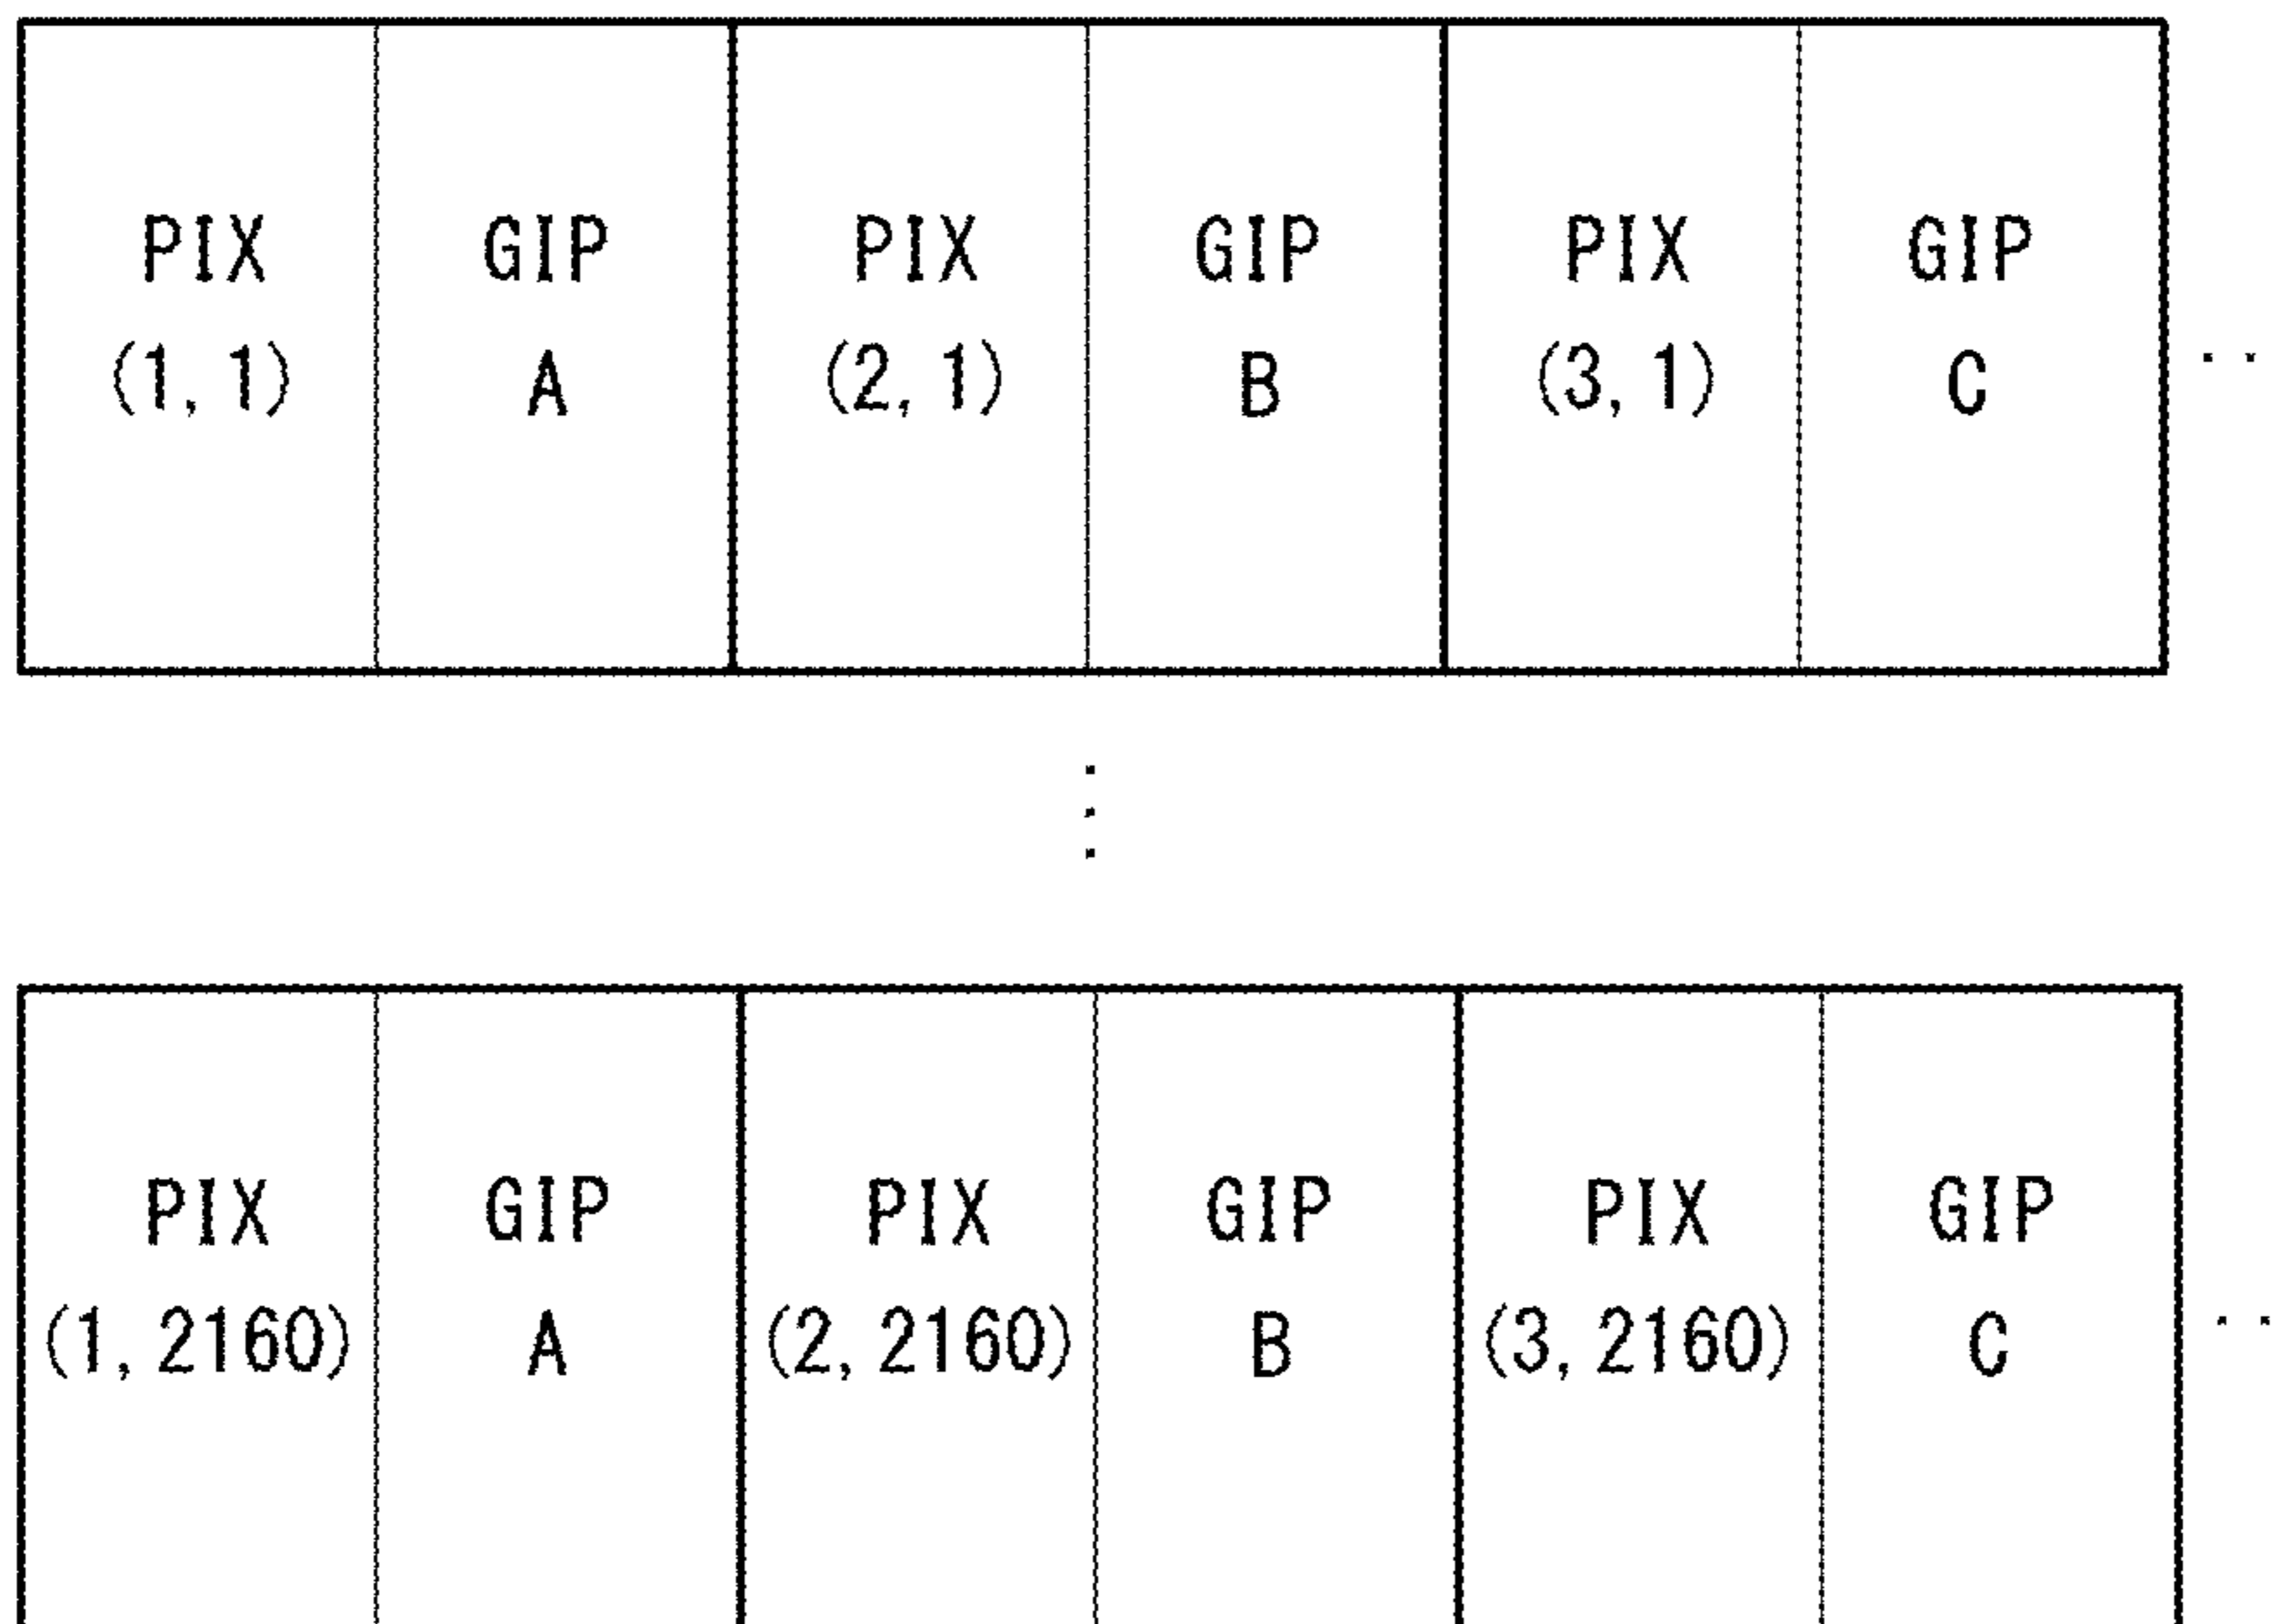 PIX GIP PIX GIP PIX GIP
(1, 1) A (2, 1) B (3, 1) C
PIX GIP PIX GIP PIX GIP
(1, 2160) A (2, 2160) B (3, 2160) C